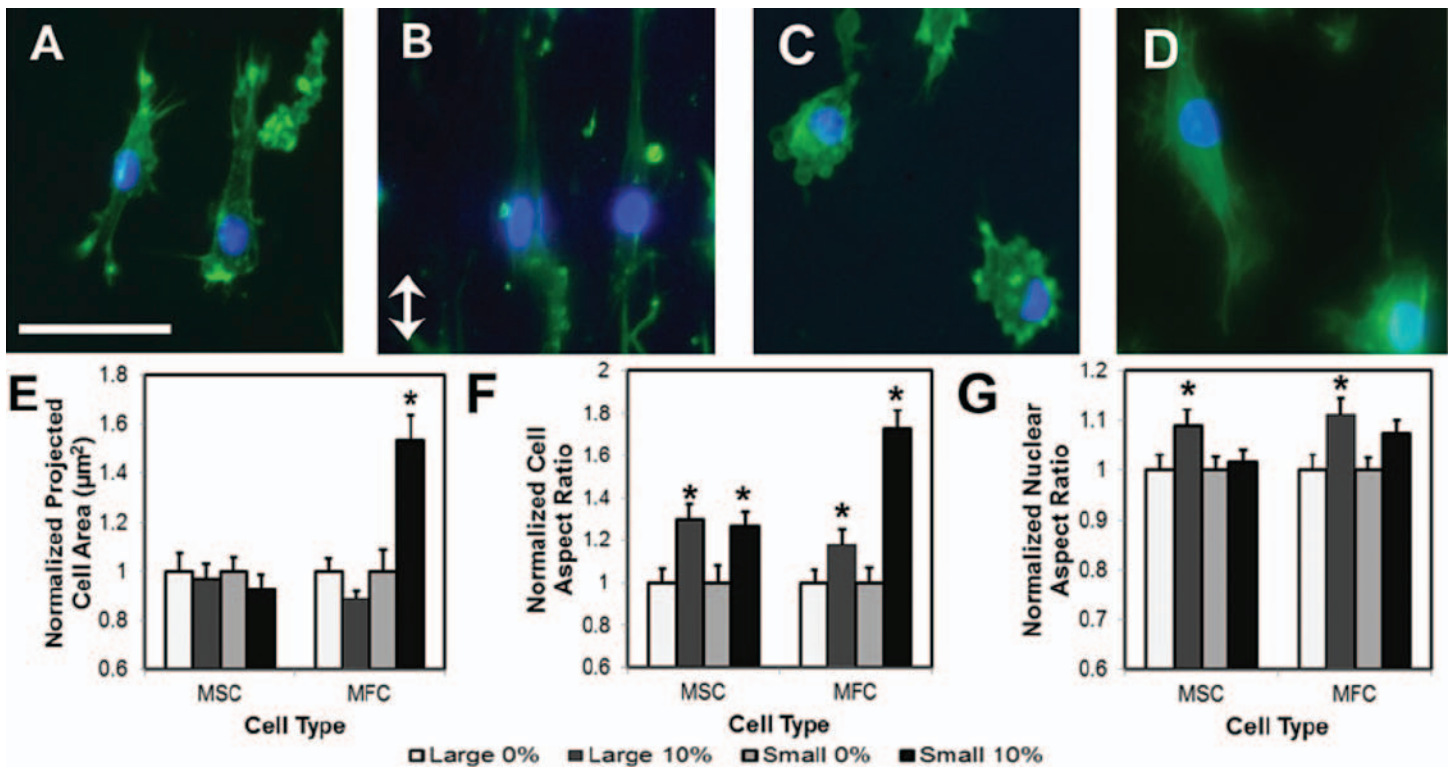 A
B
C
D
E
Normalized Projected
Cell Area (µm²)
1.8
1.6
1.4
1.2
1
0.8
0.6
MSC
MFC
*
Cell Type
F
Normalized Cell
Aspect Ratio
2
1.8
1.6
1.4
1.2
1
0.8
0.6
MSC
MFC
*
*
*
*
Cell Type
G
Normalized Nuclear
Aspect Ratio
1.2
1.1
1
0.9
0.8
0.7
0.6
MSC
MFC
*
*
Cell Type
Large 0% Large 10% Small 0% Small 10%